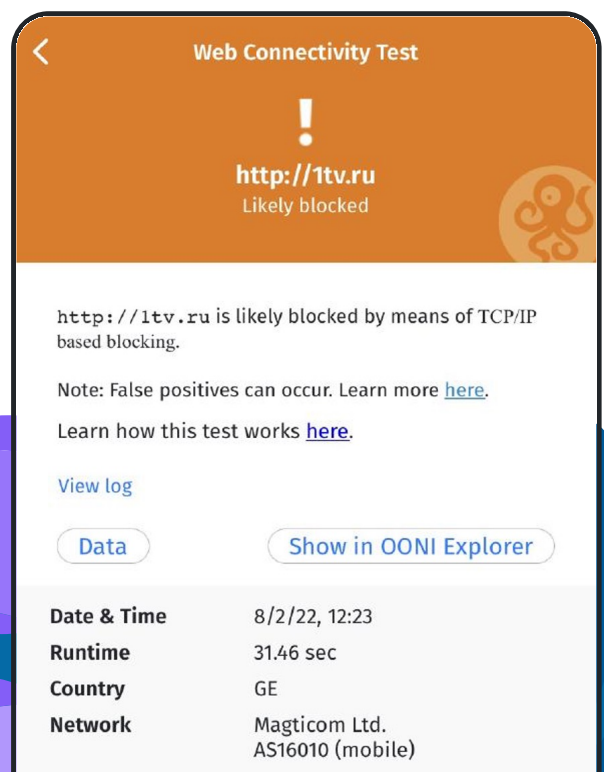 Web Connectivity Test
!
http://1tv.ru
Likely blocked
http://1tv.ru is likely blocked by means of TCP/IP
based blocking.
Note: False positives can occur. Learn more here.
Learn how this test works here.
View log
Data
Show in OONI Explorer
Date & Time 8/2/22, 12:23
Runtime 31.46 sec
Country GE
Network Magticom Ltd.
AS16010 (mobile)